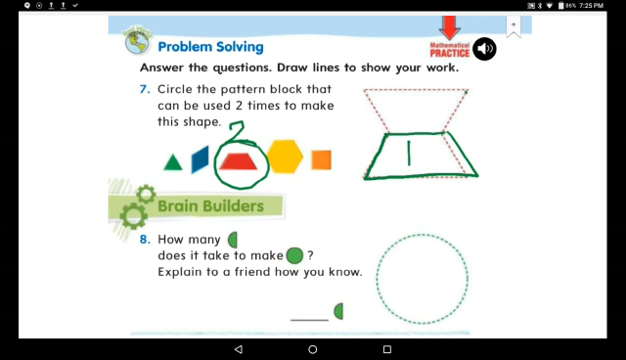 86% 7:25 PM
Problem Solving
Mathematical
PRACTICE
Answer the questions. Draw lines to show your work.
7. Circle the pattern block that
can be used 2 times to make
this shape.
2
1
Brain Builders
8. How many
does it take to make ?
Explain to a friend how you know.